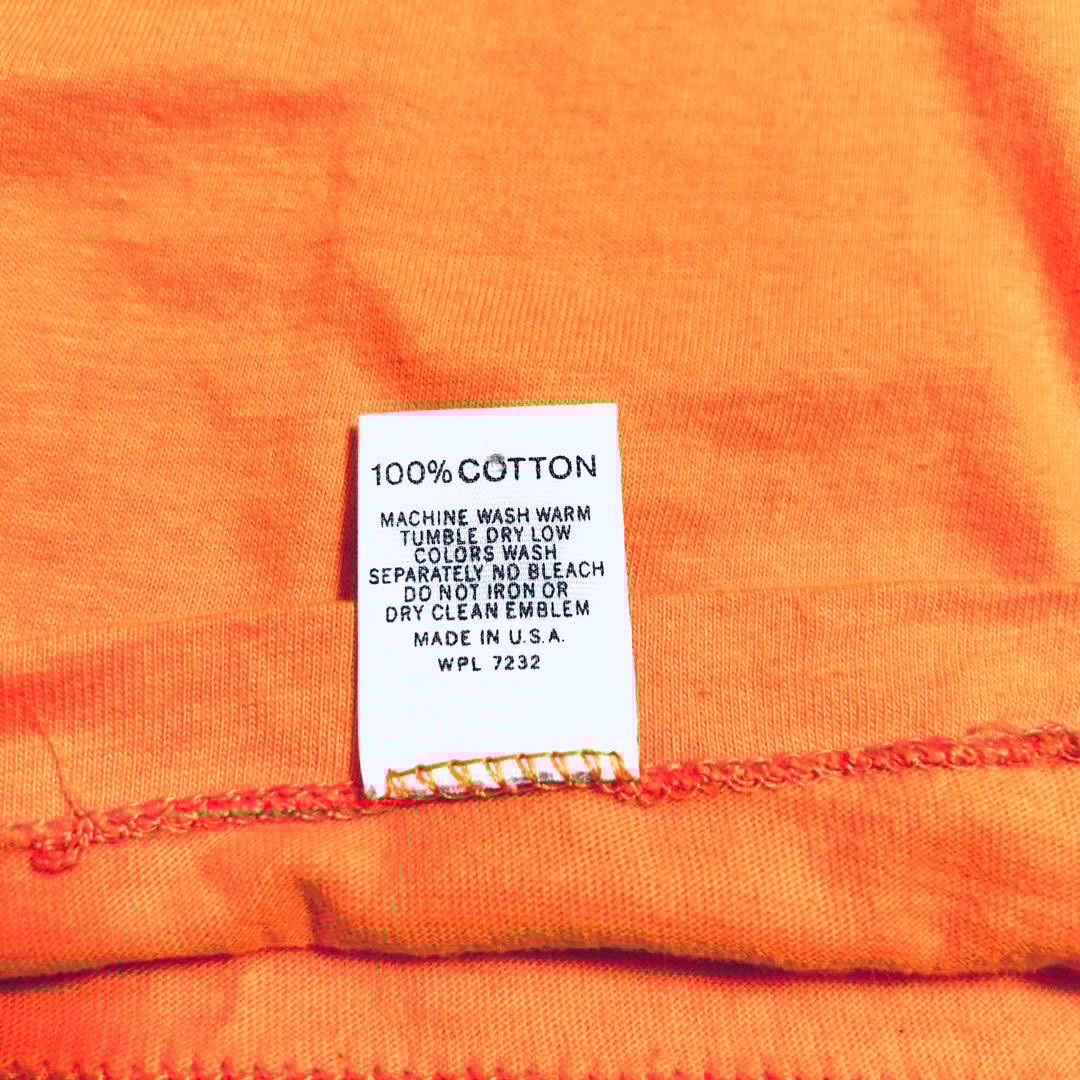 100% COTTON
MACHINE WASH WARM
TUMBLE DRY LOW
COLORS WASH
SEPARATELY NO BLEACH
DO NOT IRON OR
DRY CLEAN EMBLEM
MADE IN U.S.A.
WPL 7232